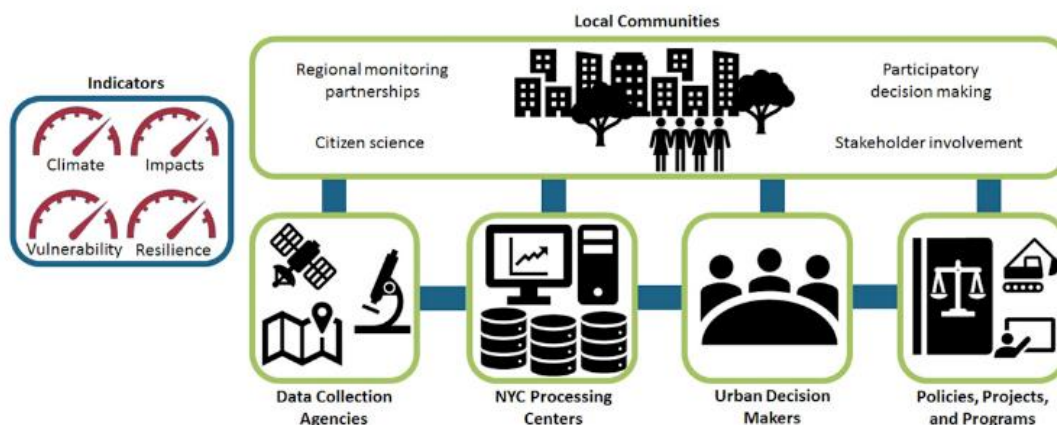 Local Communities
Indicators
Climate
Impacts
Vulnerability
Resilience
Regional monitoring
partnerships
Citizen science
Participatory
decision making
Stakeholder involvement
Data Collection
Agencies
NYC Processing
Centers
Urban Decision
Makers
Policies, Projects,
and Programs